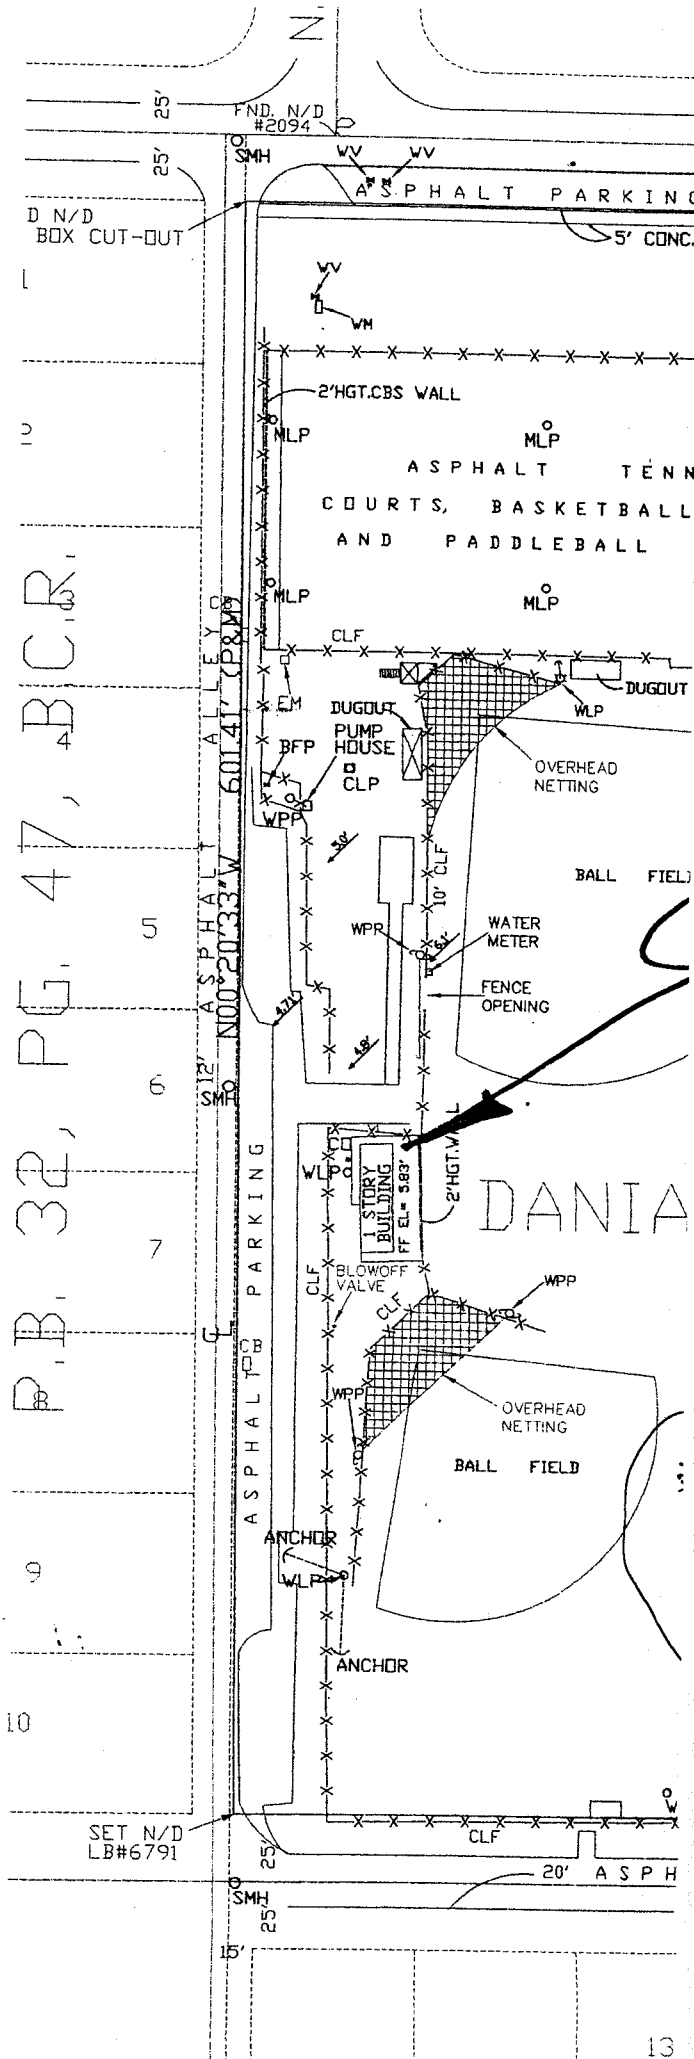 N.
25'
FND. N/D
#2094
25'
SMH
WV
WV
ASPHALT PARKING
D N/D
BOX CUT-OUT
5' CONC.
1
WV
WM
2'HGT.CBS WALL
2
MLP
MLP
ASPHALT TENN
COURTS, BASKETBALL
AND PADDLEBALL
3
MLP
MLP
CLF
EM
DUGOUT
WLP
DUGOUT
PUMP
HOUSE
4
BFP
CLP
OVERHEAD
NETTING
WPP
5.0'
10' CLF
BALL FIEL
5
WPP
6.1'
WATER
METER
FENCE
OPENING
ASPHALT ALLEY
N00°20'33"W 601.41' (P&M)
P.B. 32, PG. 47, B.C.R.
4.71'
4.8'
6
12'
SMH
2'HGT.WALL
WLP
1 STORY
BUILDING
FF EL= 5.83'
DANIA
7
ASPHALT PARKING
CLF
BLOWOFF
VALVE
CLF
WPP
CB
8
WPP
OVERHEAD
NETTING
BALL FIELD
9
ANCHOR
WLP
ANCHOR
10
SET N/D
LB#6791
CLF
25'
20' ASPH
SMH
25'
15'
13